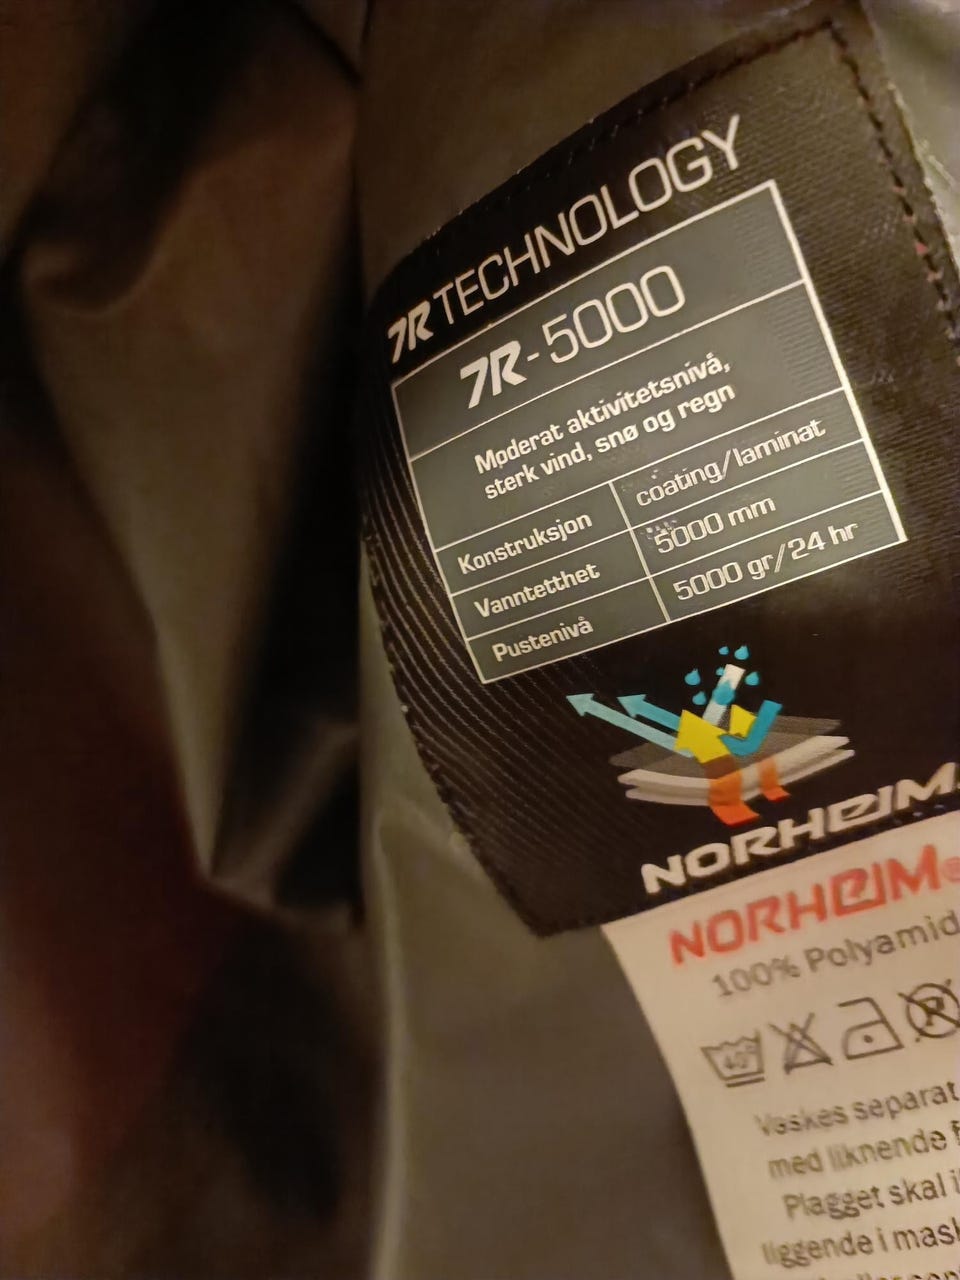 7R TECHNOLOGY
7R-5000
Moderat aktivitetsnivå,
sterk vind, snø og regn
Konstruksjon coating/laminat
Vanntetthet 5000 mm
Pustenivå 5000 gr/24 hr
NORHEIM
NORHEIM®
100% Polyamid
40°
Vaskes separat
med liknende
Plagget skal
liggende i